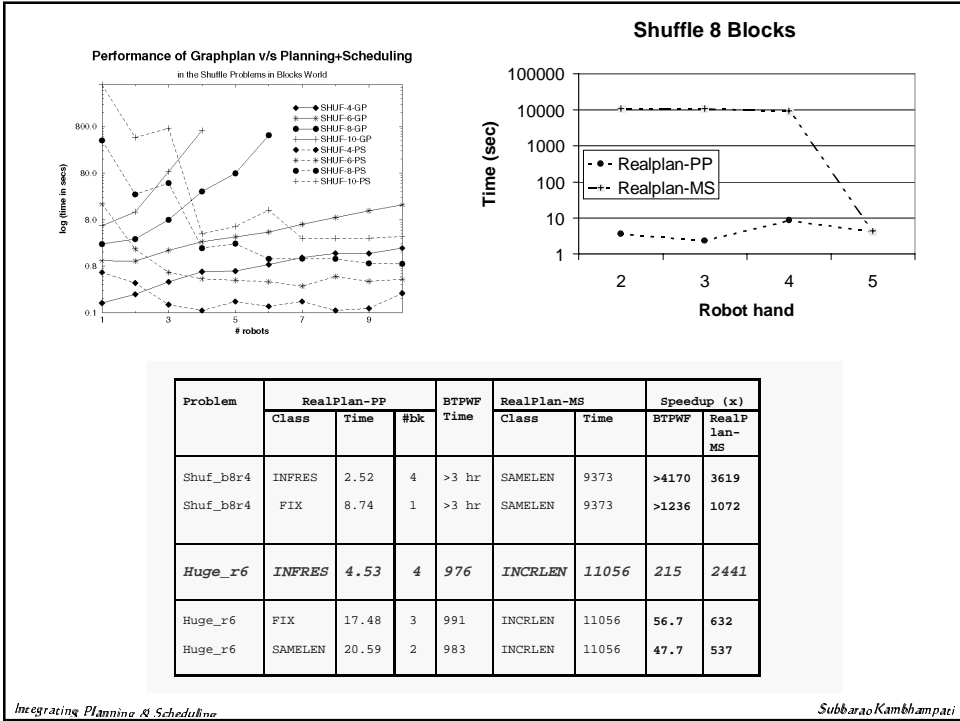 Performance of Graphplan v/s Planning+Scheduling
in the Shuffle Problems in Blocks World
800.0
80.0
8.0
0.8
0.1
log (time in secs)
SHUF-4-GP
SHUF-6-GP
SHUF-8-GP
SHUF-10-GP
SHUF-4-PS
SHUF-6-PS
SHUF-8-PS
SHUF-10-PS
1 3 5 7 9
# robots
Shuffle 8 Blocks
100000
10000
1000
100
10
1
Time (sec)
Realplan-PP
Realplan-MS
2 3 4 5
Robot hand
Problem RealPlan-PP BTPWF RealPlan-MS Speedup (x)
Class Time #bk Time Class Time BTPWF RealP
lan-
MS
Shuf_b8r4 INFRES 2.52 4 >3 hr SAMELEN 9373 >4170 3619
Shuf_b8r4 FIX 8.74 1 >3 hr SAMELEN 9373 >1236 1072
Huge_r6 INFRES 4.53 4 976 INCRLEN 11056 215 2441
Huge_r6 FIX 17.48 3 991 INCRLEN 11056 56.7 632
Huge_r6 SAMELEN 20.59 2 983 INCRLEN 11056 47.7 537
Integrating Planning & Scheduling
Subbarao Kambhampati